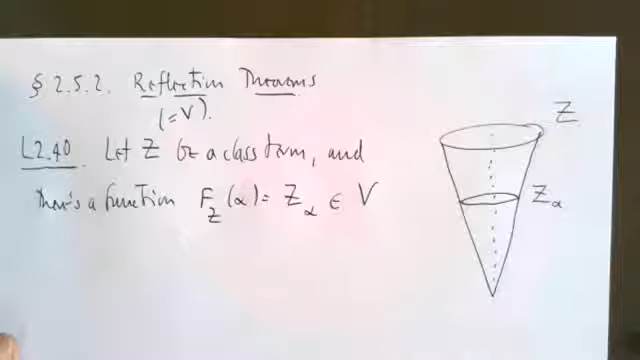 § 2.5.2. Reflection Theorems
(=V).
L2.40. Let Z be a class term, and
there's a function F_Z(α) = Z_α ∈ V
Z
Z_α